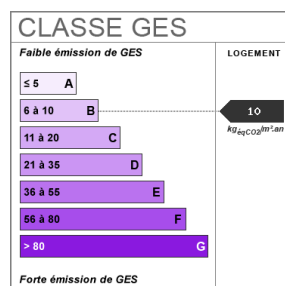 CLASSE GES
Faible émission de GES
LOGEMENT
≤ 5 A
6 à 10 B
10
kgéqCO2/m².an
11 à 20 C
21 à 35 D
36 à 55 E
56 à 80 F
> 80 G
Forte émission de GES